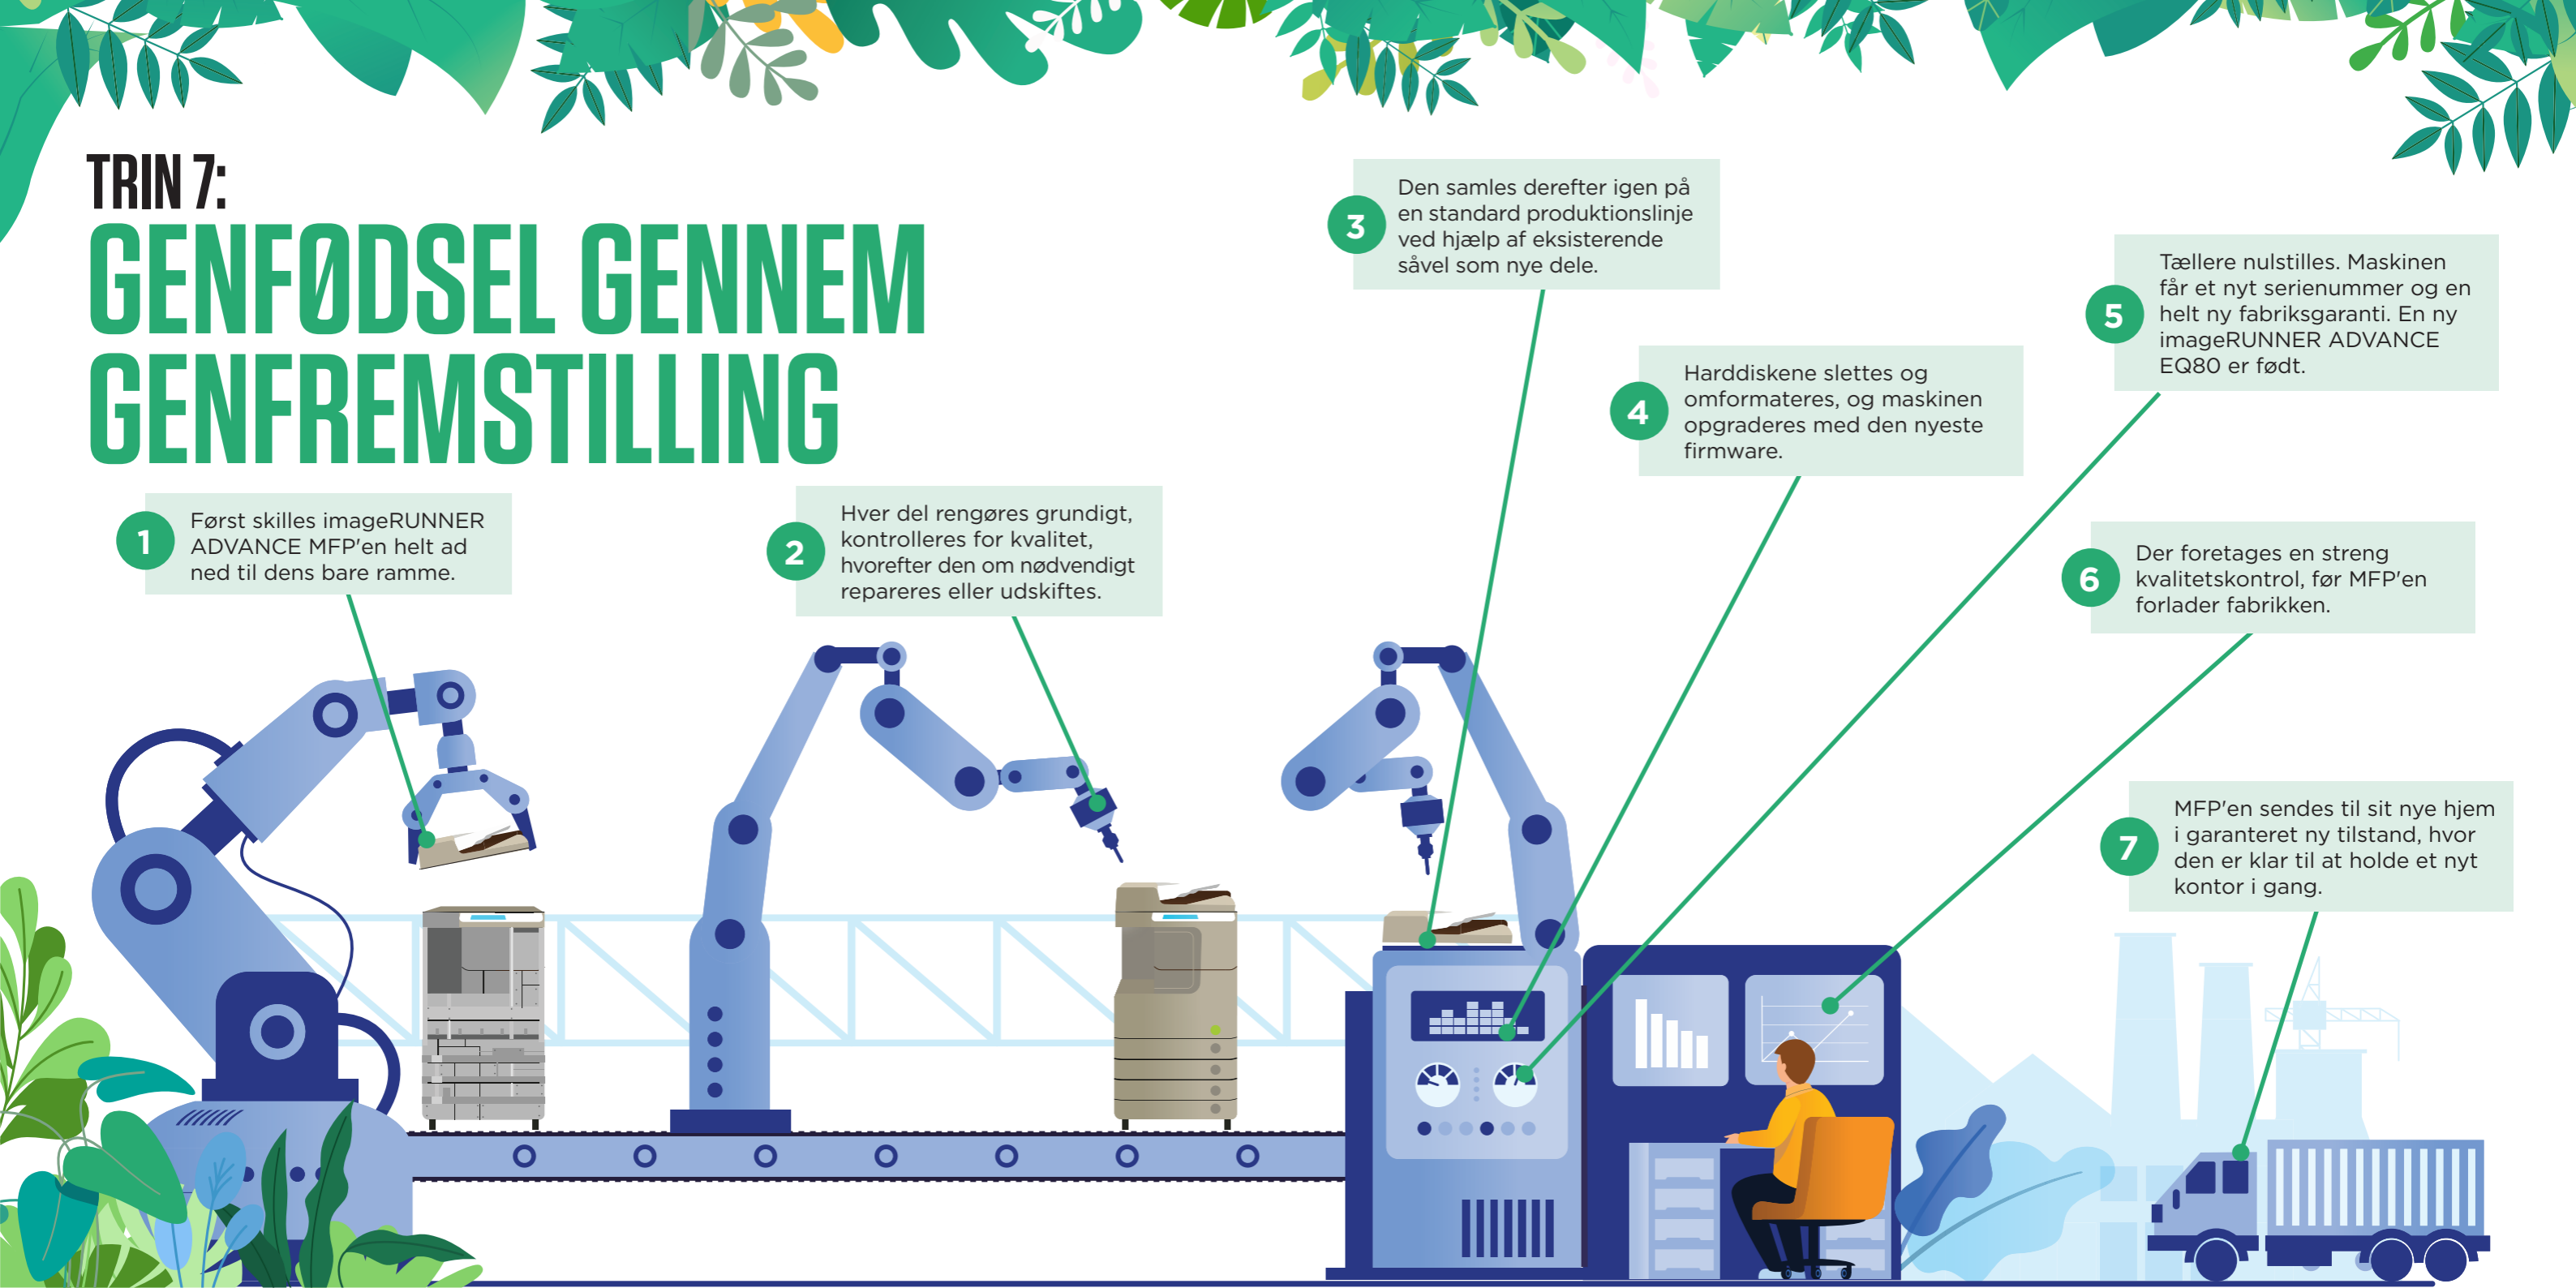 TRIN 7:
GENFØDSEL GENNEM
GENFREMSTILLING
1
Først skilles imageRUNNER
ADVANCE MFP'en helt ad
ned til dens bare ramme.
2
Hver del rengøres grundigt,
kontrolleres for kvalitet,
hvorefter den om nødvendigt
repareres eller udskiftes.
3
Den samles derefter igen på
en standard produktionslinje
ved hjælp af eksisterende
såvel som nye dele.
4
Harddiskene slettes og
omformateres, og maskinen
opgraderes med den nyeste
firmware.
5
Tællere nulstilles. Maskinen
får et nyt serienummer og en
helt ny fabriksgaranti. En ny
imageRUNNER ADVANCE
EQ80 er født.
6
Der foretages en streng
kvalitetskontrol, før MFP'en
forlader fabrikken.
7
MFP'en sendes til sit nye hjem
i garanteret ny tilstand, hvor
den er klar til at holde et nyt
kontor i gang.